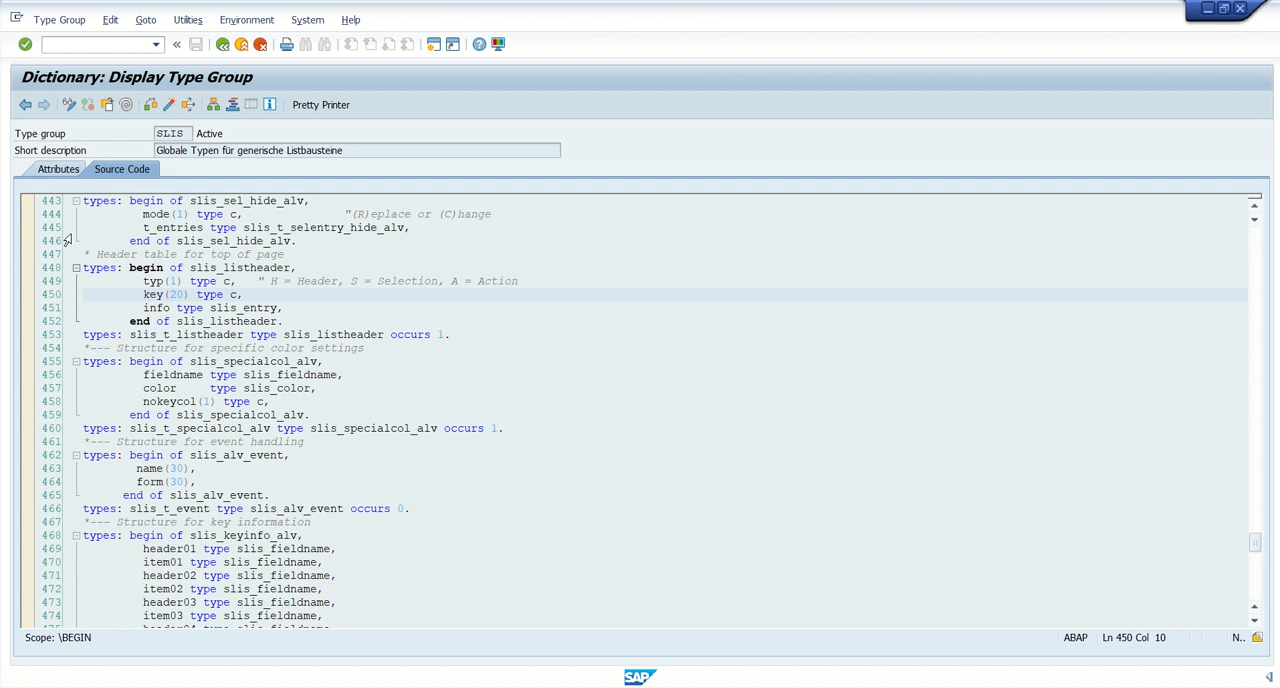 Type Group Edit Goto Utilities Environment System Help
Dictionary: Display Type Group
Pretty Printer
Type group SLIS Active
Short description Globale Typen für generische Listbausteine
Attributes Source Code
443 types: begin of slis_sel_hide_alv,
444 mode(1) type c, "(R)eplace or (C)hange
445 t_entries type slis_t_selentry_hide_alv,
446 end of slis_sel_hide_alv.
447 * Header table for top of page
448 types: begin of slis_listheader,
449 typ(1) type c, " H = Header, S = Selection, A = Action
450 key(20) type c,
451 info type slis_entry,
452 end of slis_listheader.
453 types: slis_t_listheader type slis_listheader occurs 1.
454 *--- Structure for specific color settings
455 types: begin of slis_specialcol_alv,
456 fieldname type slis_fieldname,
457 color type slis_color,
458 nokeycol(1) type c,
459 end of slis_specialcol_alv.
460 types: slis_t_specialcol_alv type slis_specialcol_alv occurs 1.
461 *--- Structure for event handling
462 types: begin of slis_alv_event,
463 name(30),
464 form(30),
465 end of slis_alv_event.
466 types: slis_t_event type slis_alv_event occurs 0.
467 *--- Structure for key information
468 types: begin of slis_keyinfo_alv,
469 header01 type slis_fieldname,
470 item01 type slis_fieldname,
471 header02 type slis_fieldname,
472 item02 type slis_fieldname,
473 header03 type slis_fieldname,
474 item03 type slis_fieldname,
Scope: \BEGIN ABAP Ln 450 Col 10 N..
SAP